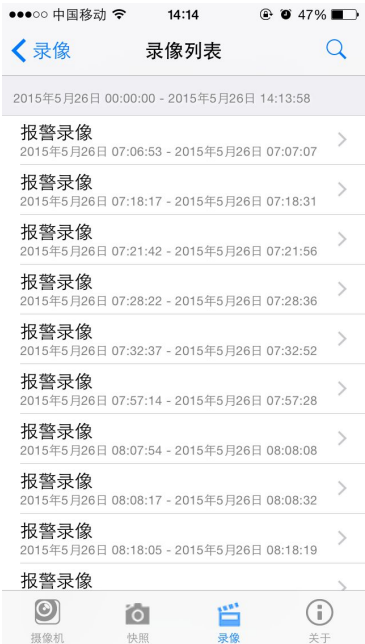 中国移动 14:14 47%
录像 录像列表
2015年5月26日 00:00:00 - 2015年5月26日 14:13:58
报警录像
2015年5月26日 07:06:53 - 2015年5月26日 07:07:07
报警录像
2015年5月26日 07:18:17 - 2015年5月26日 07:18:31
报警录像
2015年5月26日 07:21:42 - 2015年5月26日 07:21:56
报警录像
2015年5月26日 07:28:22 - 2015年5月26日 07:28:36
报警录像
2015年5月26日 07:32:37 - 2015年5月26日 07:32:52
报警录像
2015年5月26日 07:57:14 - 2015年5月26日 07:57:28
报警录像
2015年5月26日 08:07:54 - 2015年5月26日 08:08:08
报警录像
2015年5月26日 08:08:17 - 2015年5月26日 08:08:32
报警录像
2015年5月26日 08:18:05 - 2015年5月26日 08:18:19
报警录像
摄像机 快照 录像 关于